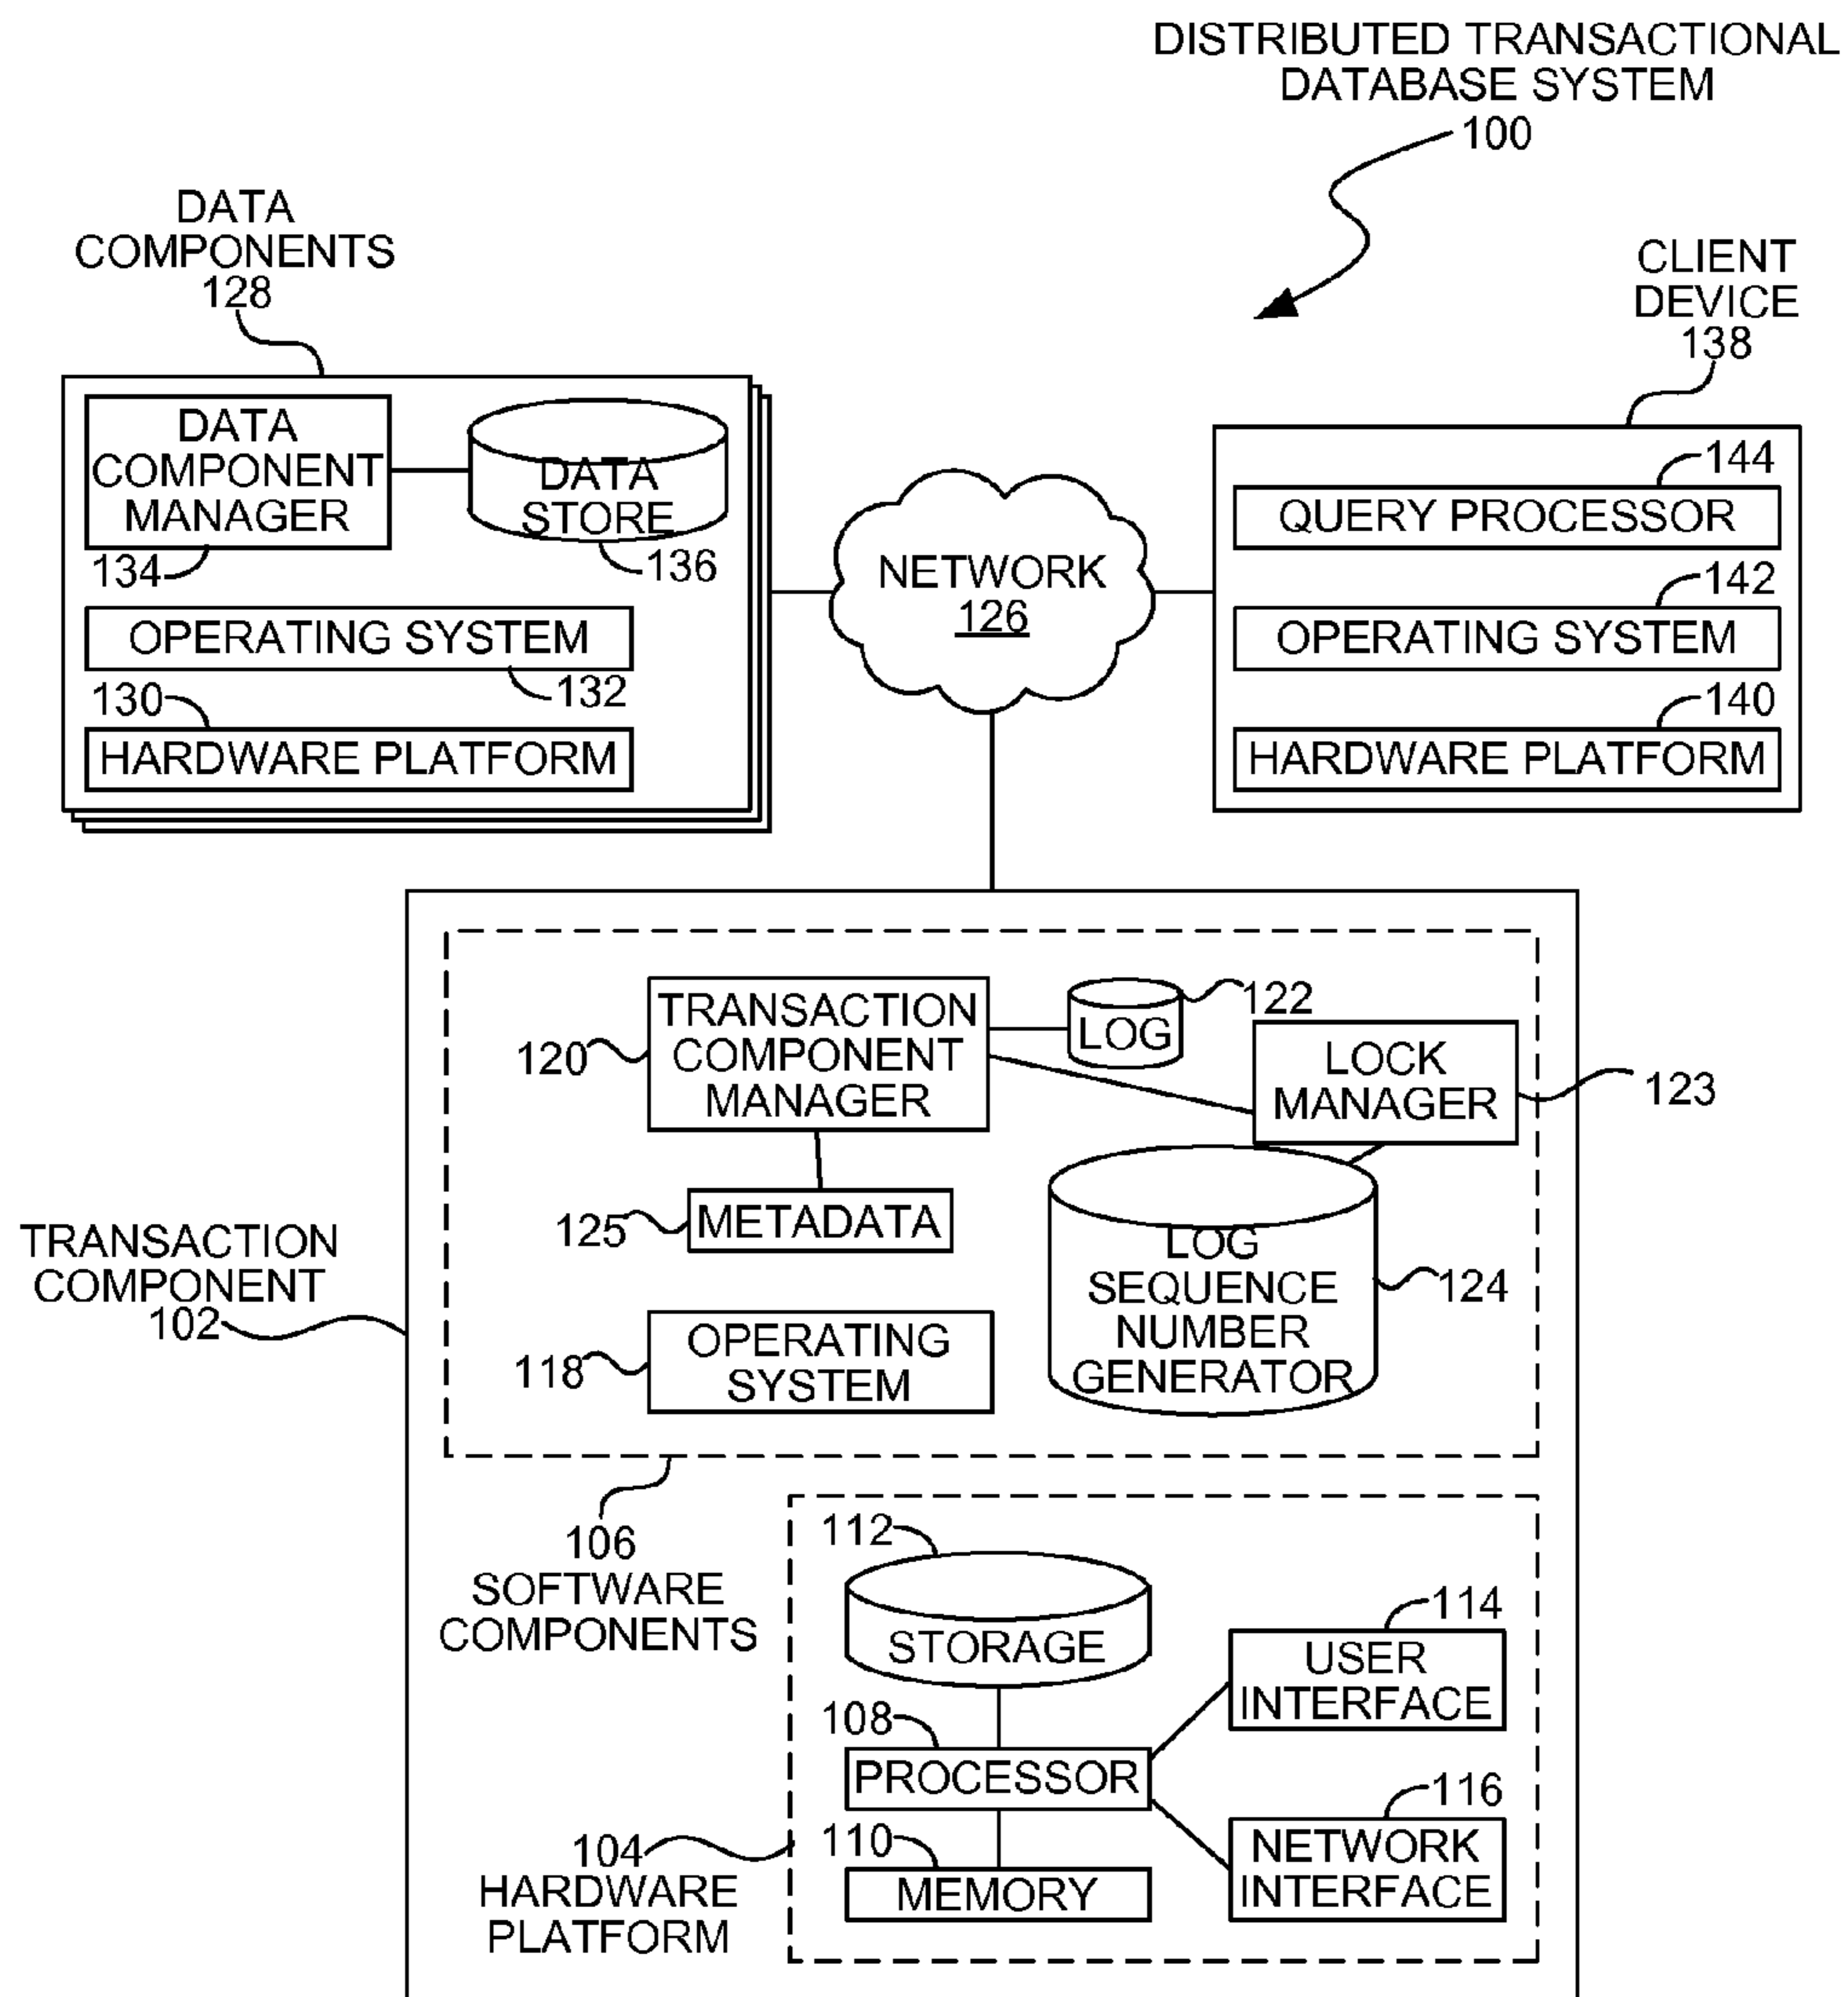 DISTRIBUTED TRANSACTIONAL
DATABASE SYSTEM
100
DATA
COMPONENTS
128
CLIENT
DEVICE
138
DATA
COMPONENT
MANAGER
134
DATA
STORE
136
OPERATING SYSTEM
132
130
HARDWARE PLATFORM
NETWORK
126
144
QUERY PROCESSOR
142
OPERATING SYSTEM
140
HARDWARE PLATFORM
TRANSACTION
COMPONENT
MANAGER
120
LOG
122
LOCK
MANAGER
123
125
METADATA
LOG
SEQUENCE
NUMBER
GENERATOR
124
TRANSACTION
COMPONENT
102
118
OPERATING
SYSTEM
106
SOFTWARE
COMPONENTS
112
STORAGE
114
USER
INTERFACE
108
PROCESSOR
116
NETWORK
INTERFACE
110
MEMORY
104
HARDWARE
PLATFORM